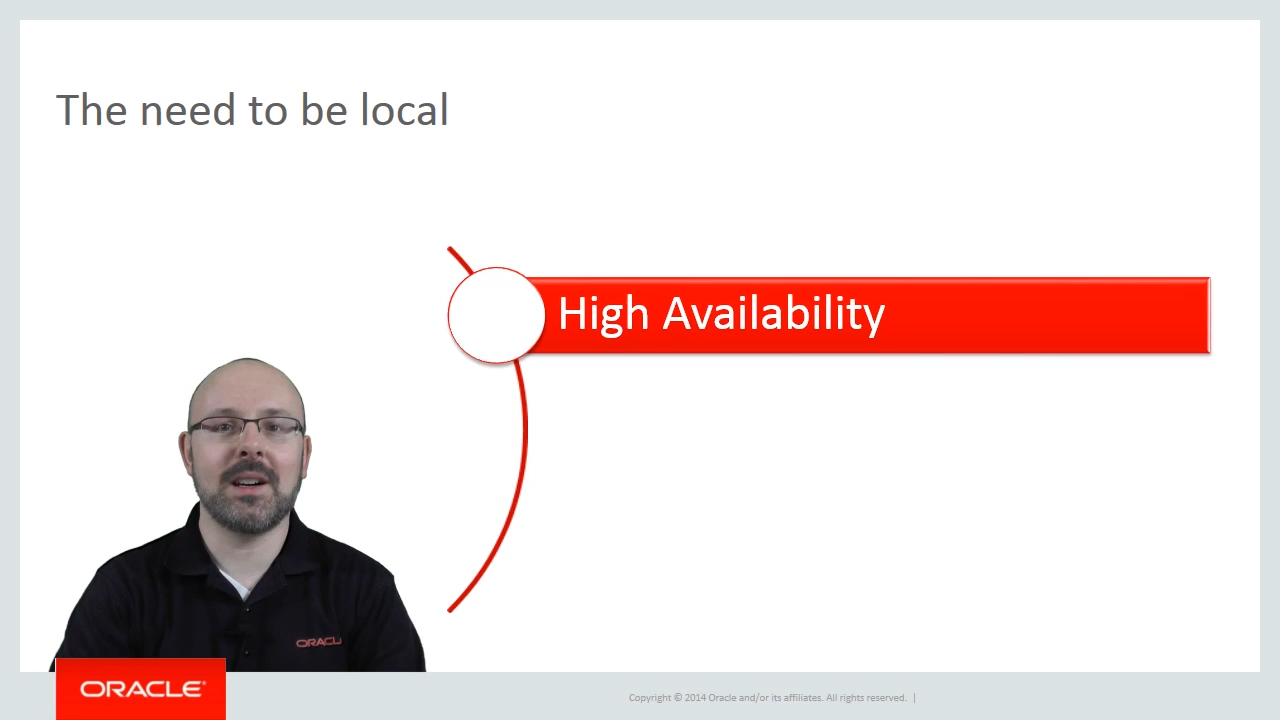 The need to be local
High Availability
ORACLE
ORACLE®
Copyright © 2014 Oracle and/or its affiliates. All rights reserved. |